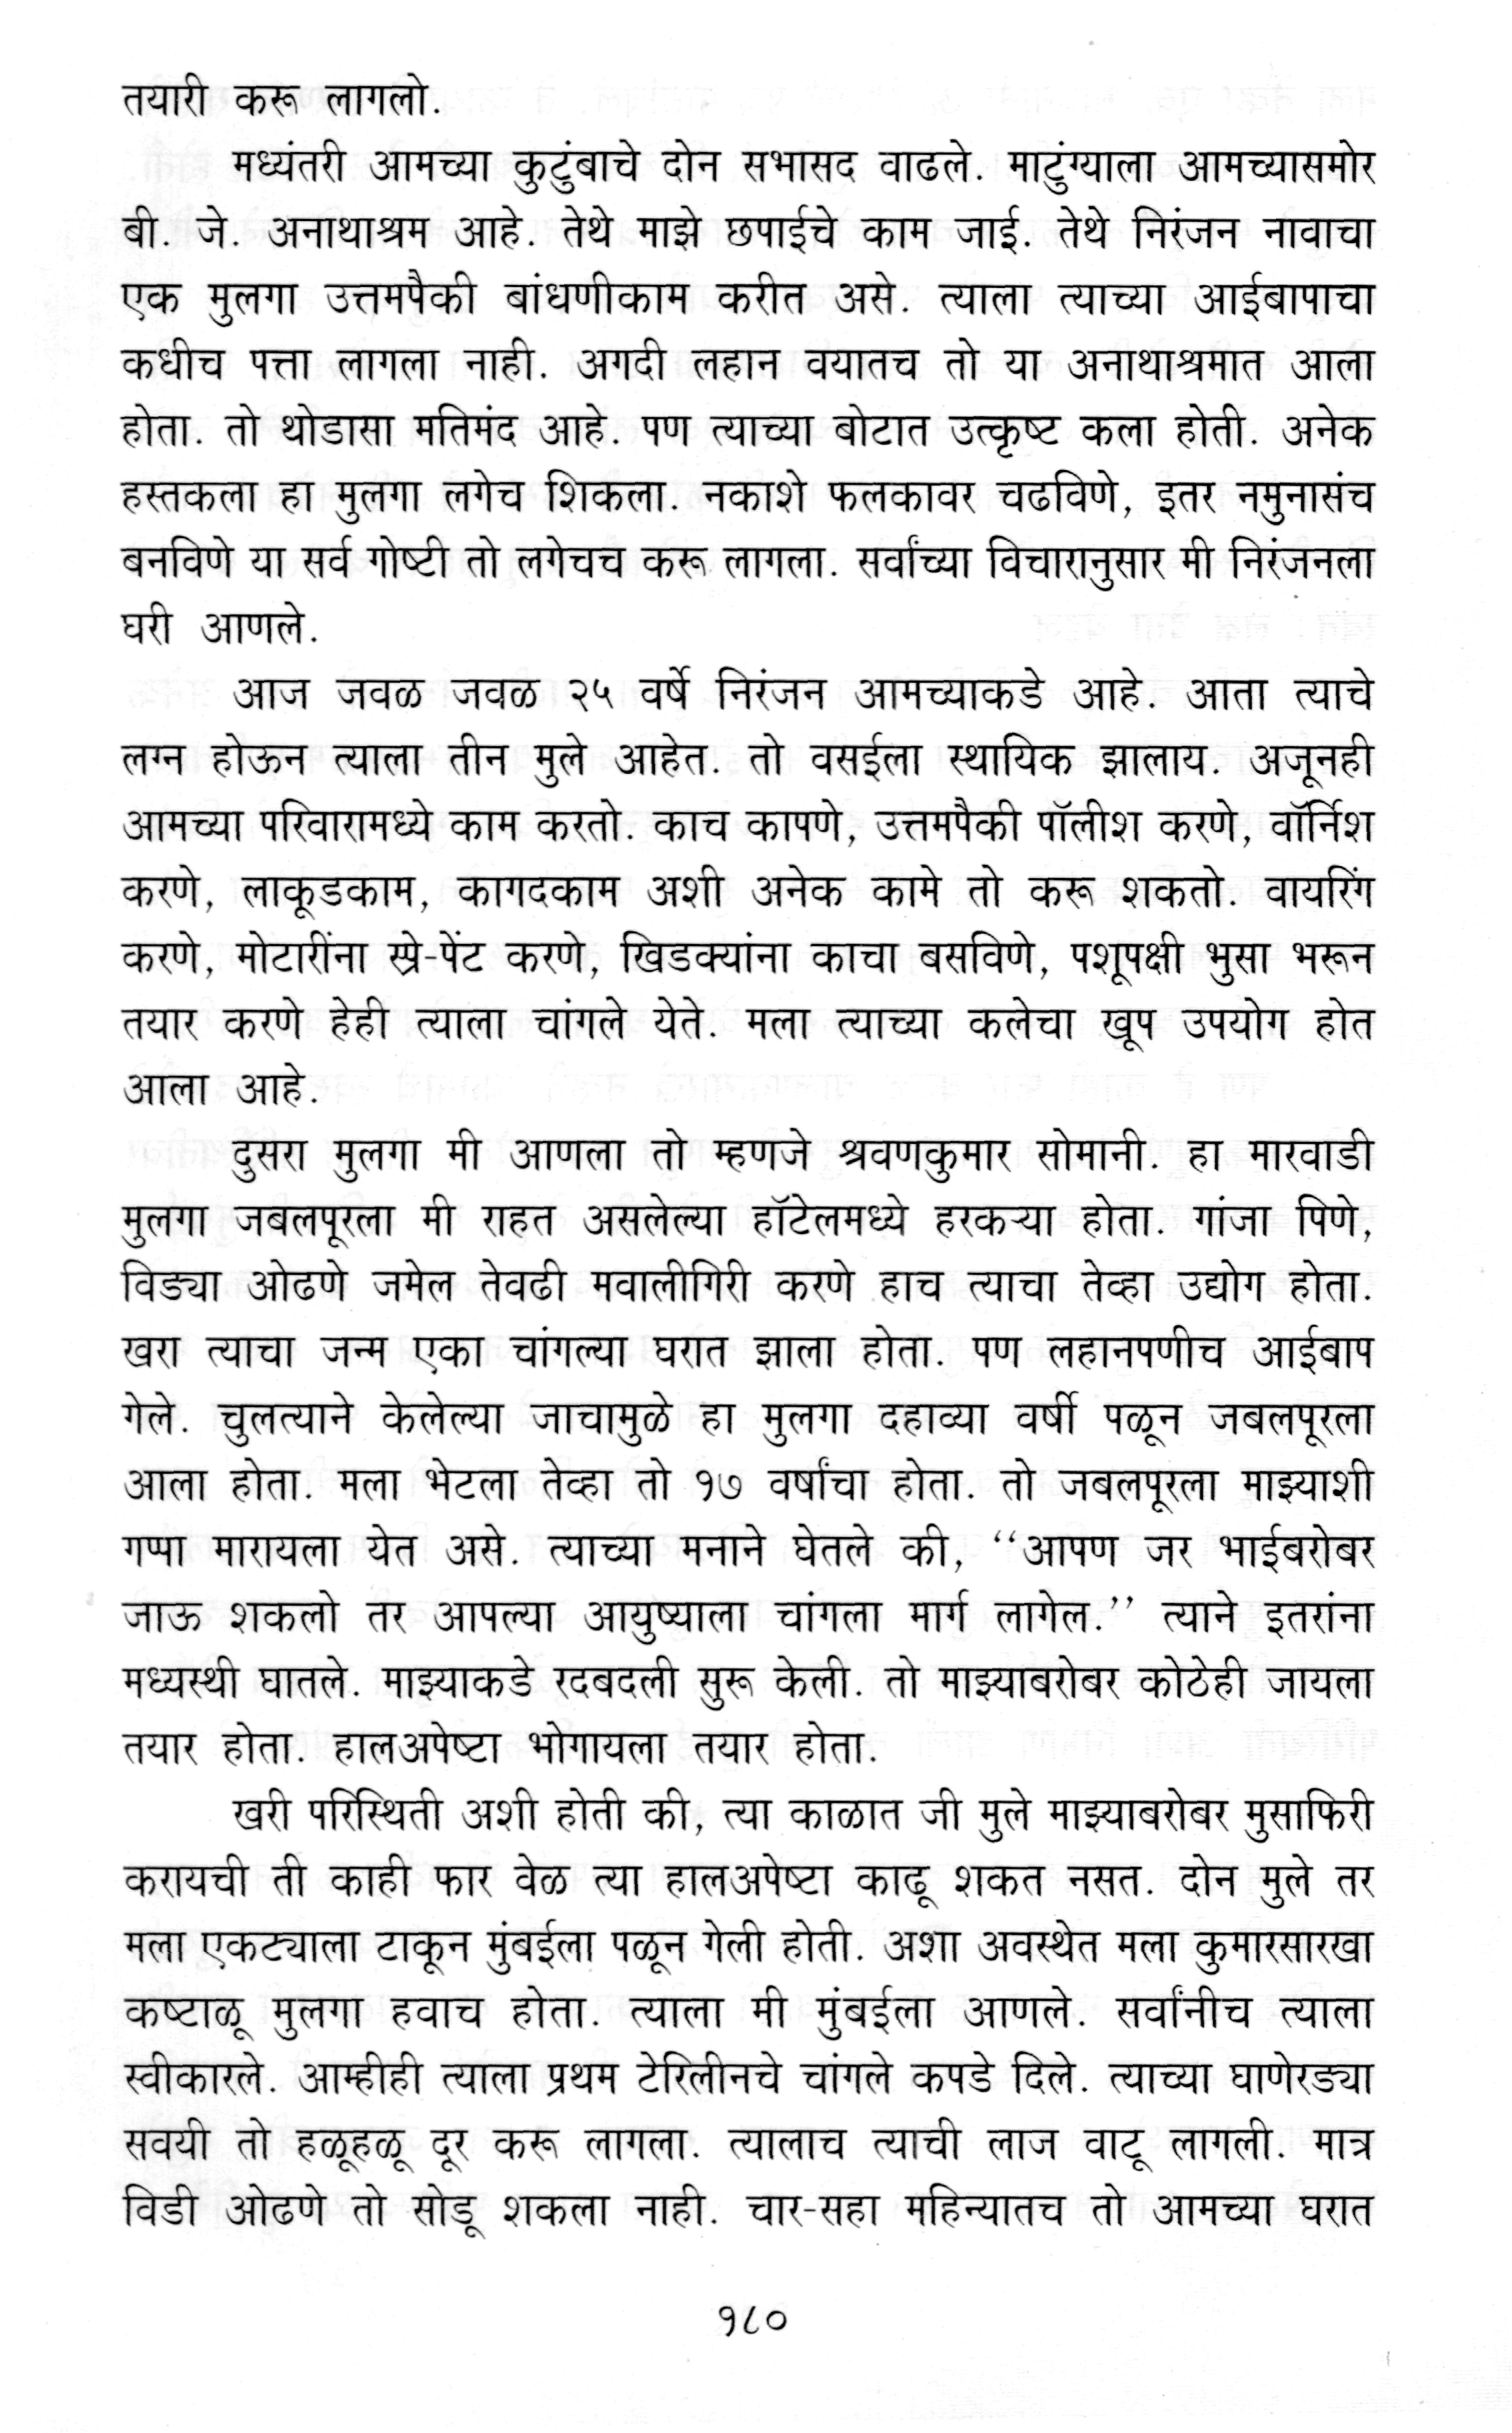 तयारी करू लागलो.
मध्यंतरी आमच्या कुटुंबाचे दोन सभासद वाढले. माटुंग्याला आमच्यासमोर
बी. जे. अनाथाश्रम आहे. तेथे माझे छपाईचे काम जाई. तेथे निरंजन नावाचा
एक मुलगा उत्तमपैकी बांधणीकाम करीत असे. त्याला त्याच्या आईबापाचा
कधीच पत्ता लागला नाही. अगदी लहान वयातच तो या अनाथाश्रमात आला
होता. तो थोडासा मतिमंद आहे. पण त्याच्या बोटात उत्कृष्ट कला होती. अनेक
हस्तकला हा मुलगा लगेच शिकला. नकाशे फलकावर चढविणे, इतर नमुनासंच
बनविणे या सर्व गोष्टी तो लगेचच करू लागला. सर्वांच्या विचारानुसार मी निरंजनला
घरी आणले.
आज जवळ जवळ २५ वर्षे निरंजन आमच्याकडे आहे. आता त्याचे
लग्न होऊन त्याला तीन मुले आहेत. तो वसईला स्थायिक झालाय. अजूनही
आमच्या परिवारामध्ये काम करतो. काच कापणे, उत्तमपैकी पॉलीश करणे, वॉर्निश
करणे, लाकूडकाम, कागदकाम अशी अनेक कामे तो करू शकतो. वायरिंग
करणे, मोटारींना स्प्रे-पेंट करणे, खिडक्यांना काचा बसविणे, पशूपक्षी भुसा भरून
तयार करणे हेही त्याला चांगले येते. मला त्याच्या कलेचा खूप उपयोग होत
आला आहे.
दुसरा मुलगा मी आणला तो म्हणजे श्रवणकुमार सोमानी. हा मारवाडी
मुलगा जबलपूरला मी राहत असलेल्या हॉटेलमध्ये हरकऱ्या होता. गांजा पिणे,
विड्या ओढणे जमेल तेवढी मवालीगिरी करणे हाच त्याचा तेव्हा उद्योग होता.
खरा त्याचा जन्म एका चांगल्या घरात झाला होता. पण लहानपणीच आईबाप
गेले. चुलत्याने केलेल्या जाचामुळे हा मुलगा दहाव्या वर्षी पळून जबलपूरला
आला होता. मला भेटला तेव्हा तो १७ वर्षांचा होता. तो जबलपूरला माझ्याशी
गप्पा मारायला येत असे. त्याच्या मनाने घेतले की, “आपण जर भाईबरोबर
जाऊ शकलो तर आपल्या आयुष्याला चांगला मार्ग लागेल.” त्याने इतरांना
मध्यस्थी घातले. माझ्याकडे रदबदली सुरू केली. तो माझ्याबरोबर कोठेही जायला
तयार होता. हालअपेष्टा भोगायला तयार होता.
खरी परिस्थिती अशी होती की, त्या काळात जी मुले माझ्याबरोबर मुसाफिरी
करायची ती काही फार वेळ त्या हालअपेष्टा काढू शकत नसत. दोन मुले तर
मला एकट्याला टाकून मुंबईला पळून गेली होती. अशा अवस्थेत मला कुमारसारखा
कष्टाळू मुलगा हवाच होता. त्याला मी मुंबईला आणले. सर्वांनीच त्याला
स्वीकारले. आम्हीही त्याला प्रथम टेरिलीनचे चांगले कपडे दिले. त्याच्या घाणेरड्या
सवयी तो हळूहळू दूर करू लागला. त्यालाच त्याची लाज वाटू लागली. मात्र
विडी ओढणे तो सोडू शकला नाही. चार-सहा महिन्यातच तो आमच्या घरात
१८०